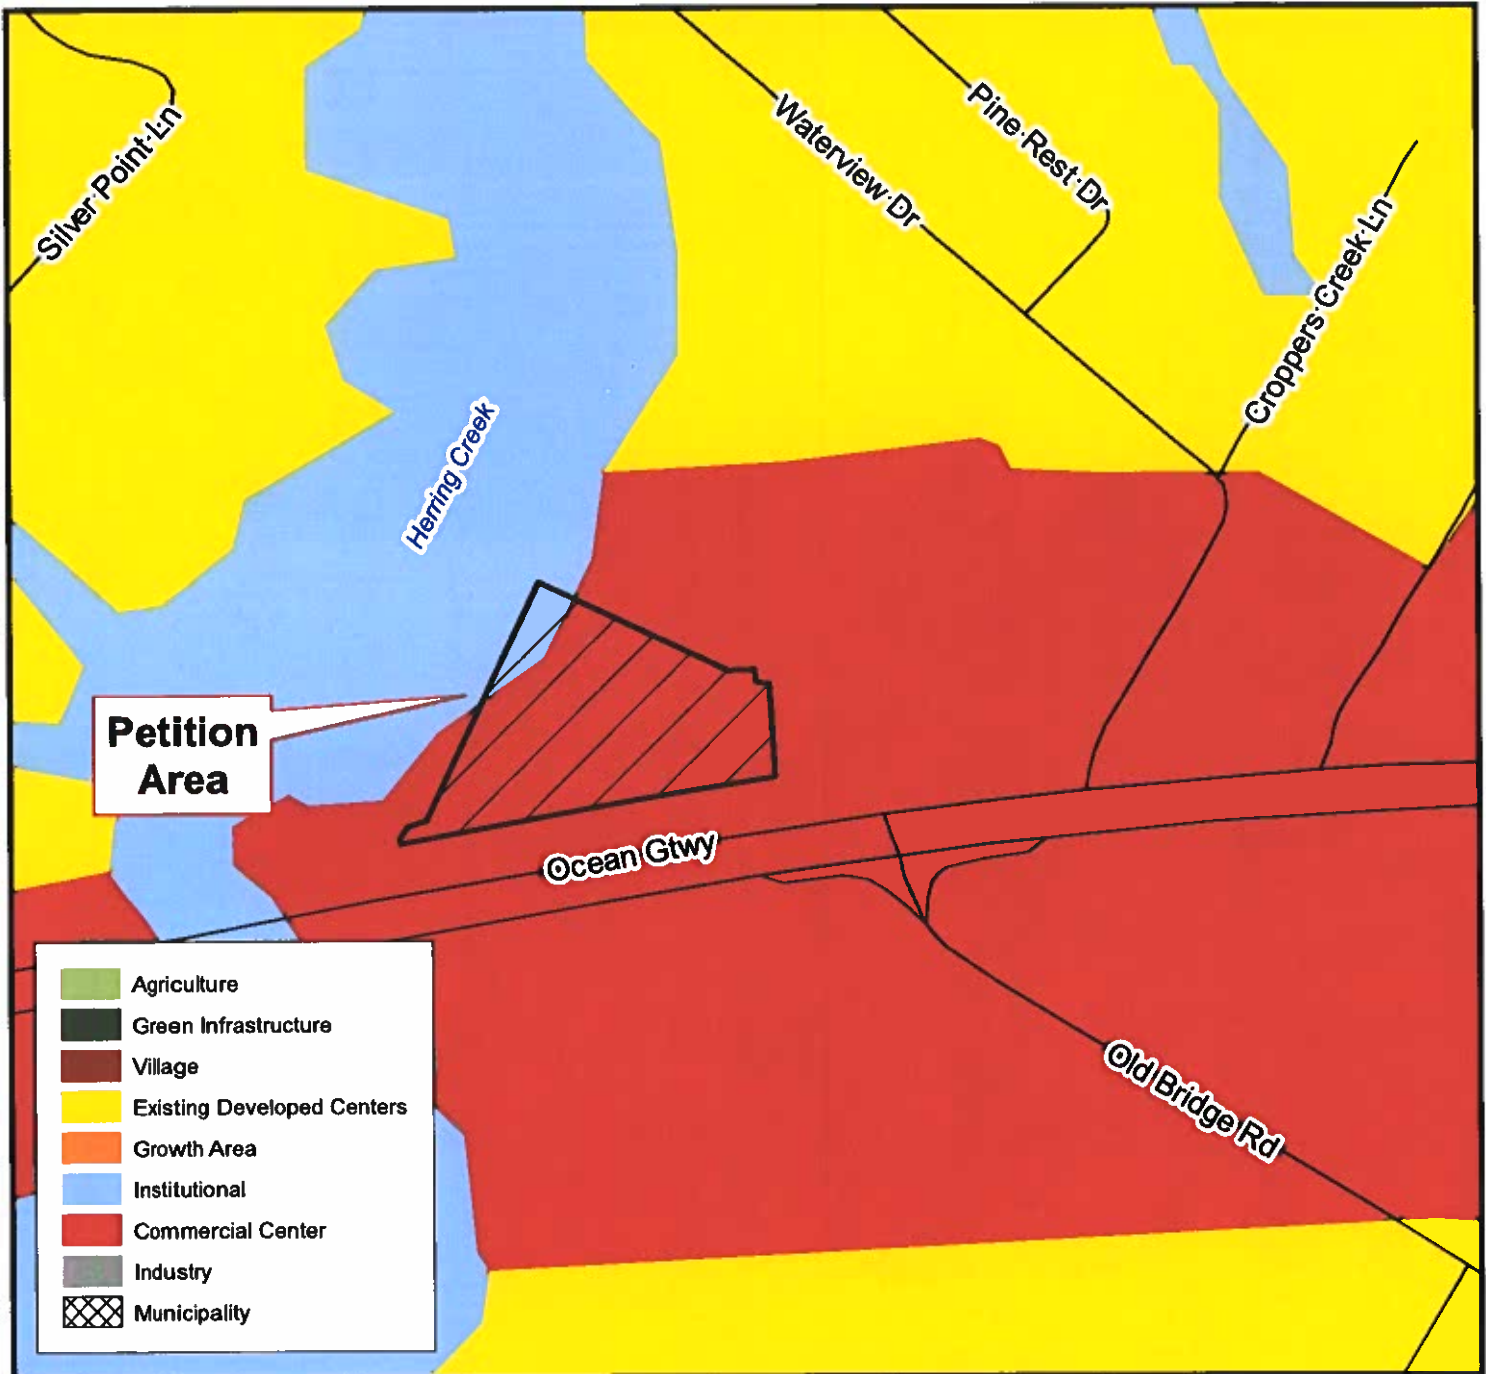 Silver Point Ln
Waterview Dr
Pine Rest Dr
Croppers Creek Ln
Herring Creek
Petition
Area
Ocean Gtwy
Old Bridge Rd
Agriculture
Green Infrastructure
Village
Existing Developed Centers
Growth Area
Institutional
Commercial Center
Industry
Municipality